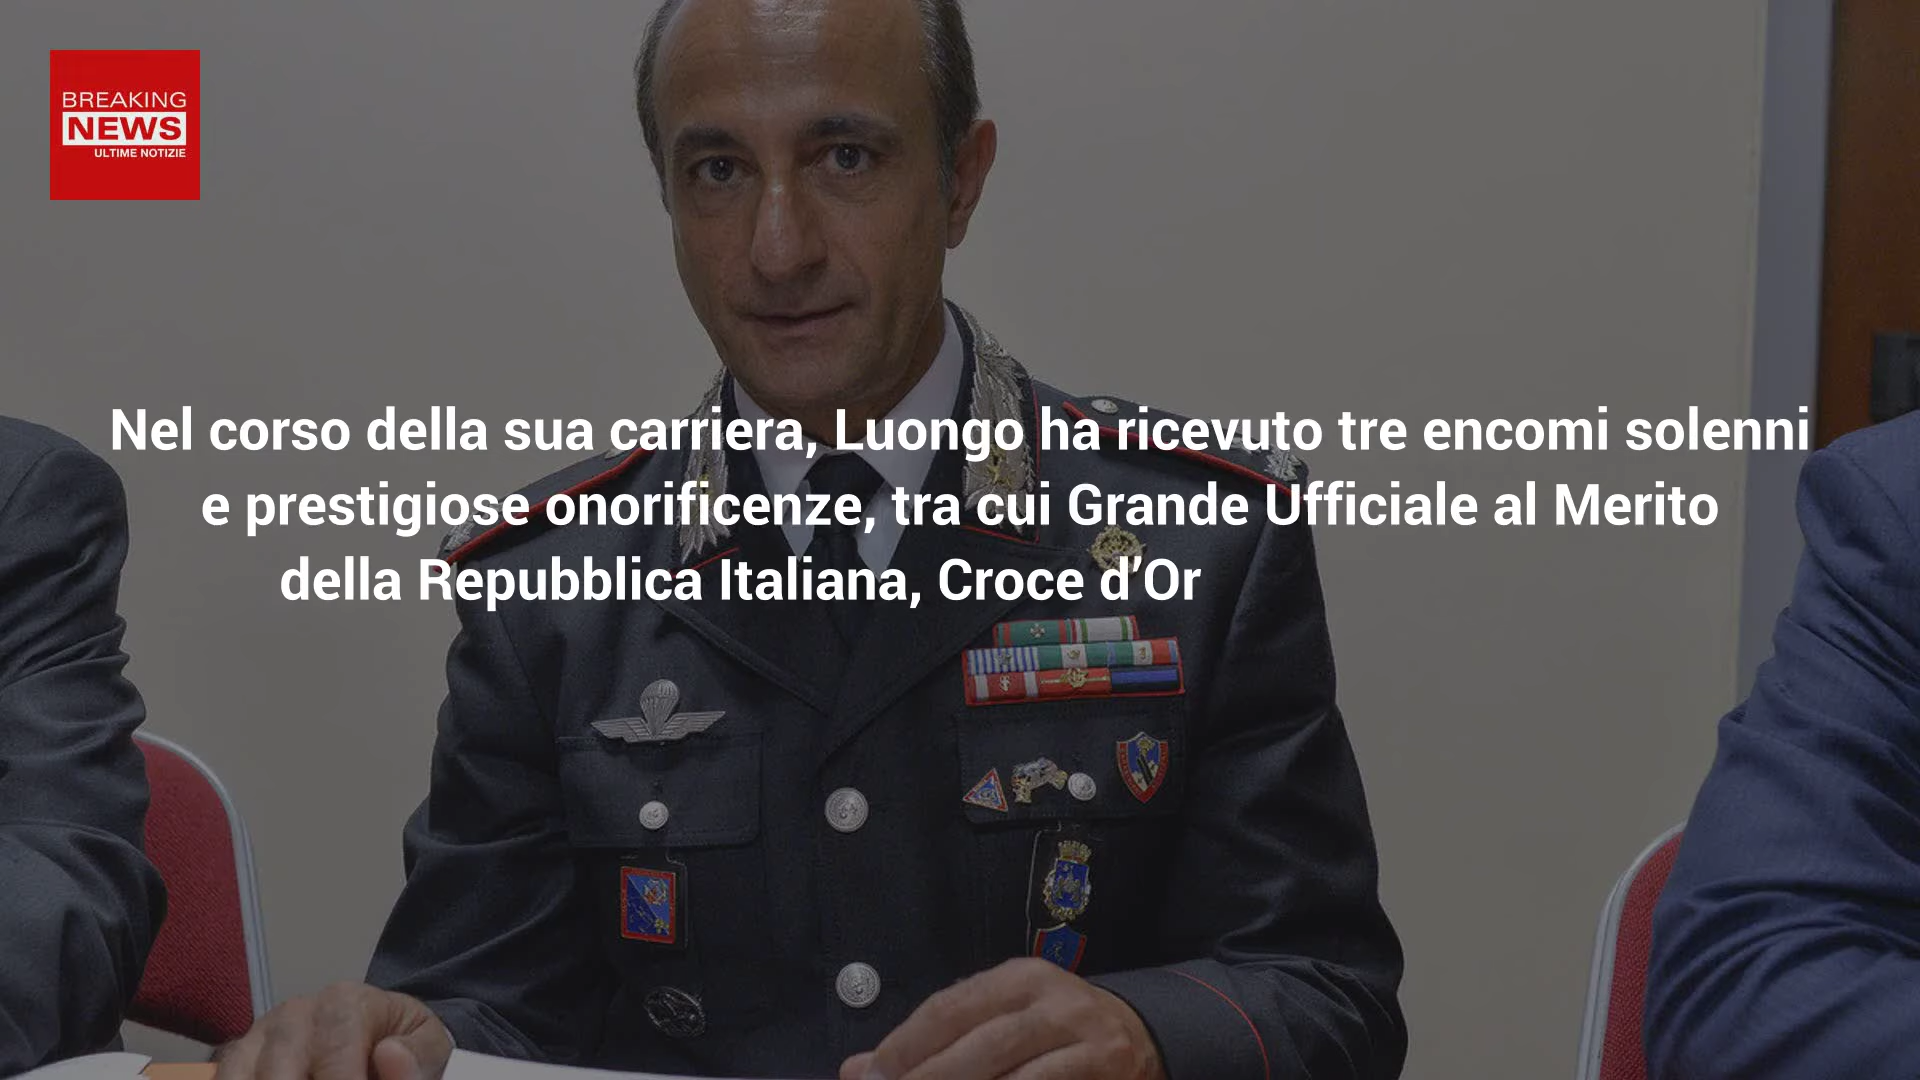 BREAKING
NEWS
ULTIME NOTIZIE
Nel corso della sua carriera, Luongo ha ricevuto tre encomi solenni
e prestigiose onorificenze, tra cui Grande Ufficiale al Merito
della Repubblica Italiana, Croce d’Or